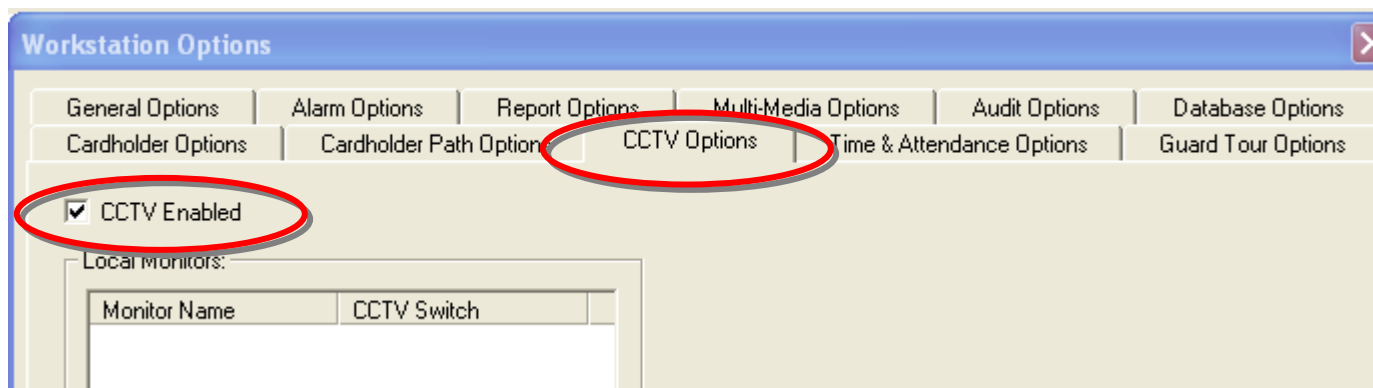 Workstation Options
General Options Alarm Options Report Options Multi-Media Options Audit Options Database Options
Cardholder Options Cardholder Path Option CCTV Options Time & Attendance Options Guard Tour Options
CCTV Enabled
Local Monitors:
Monitor Name CCTV Switch